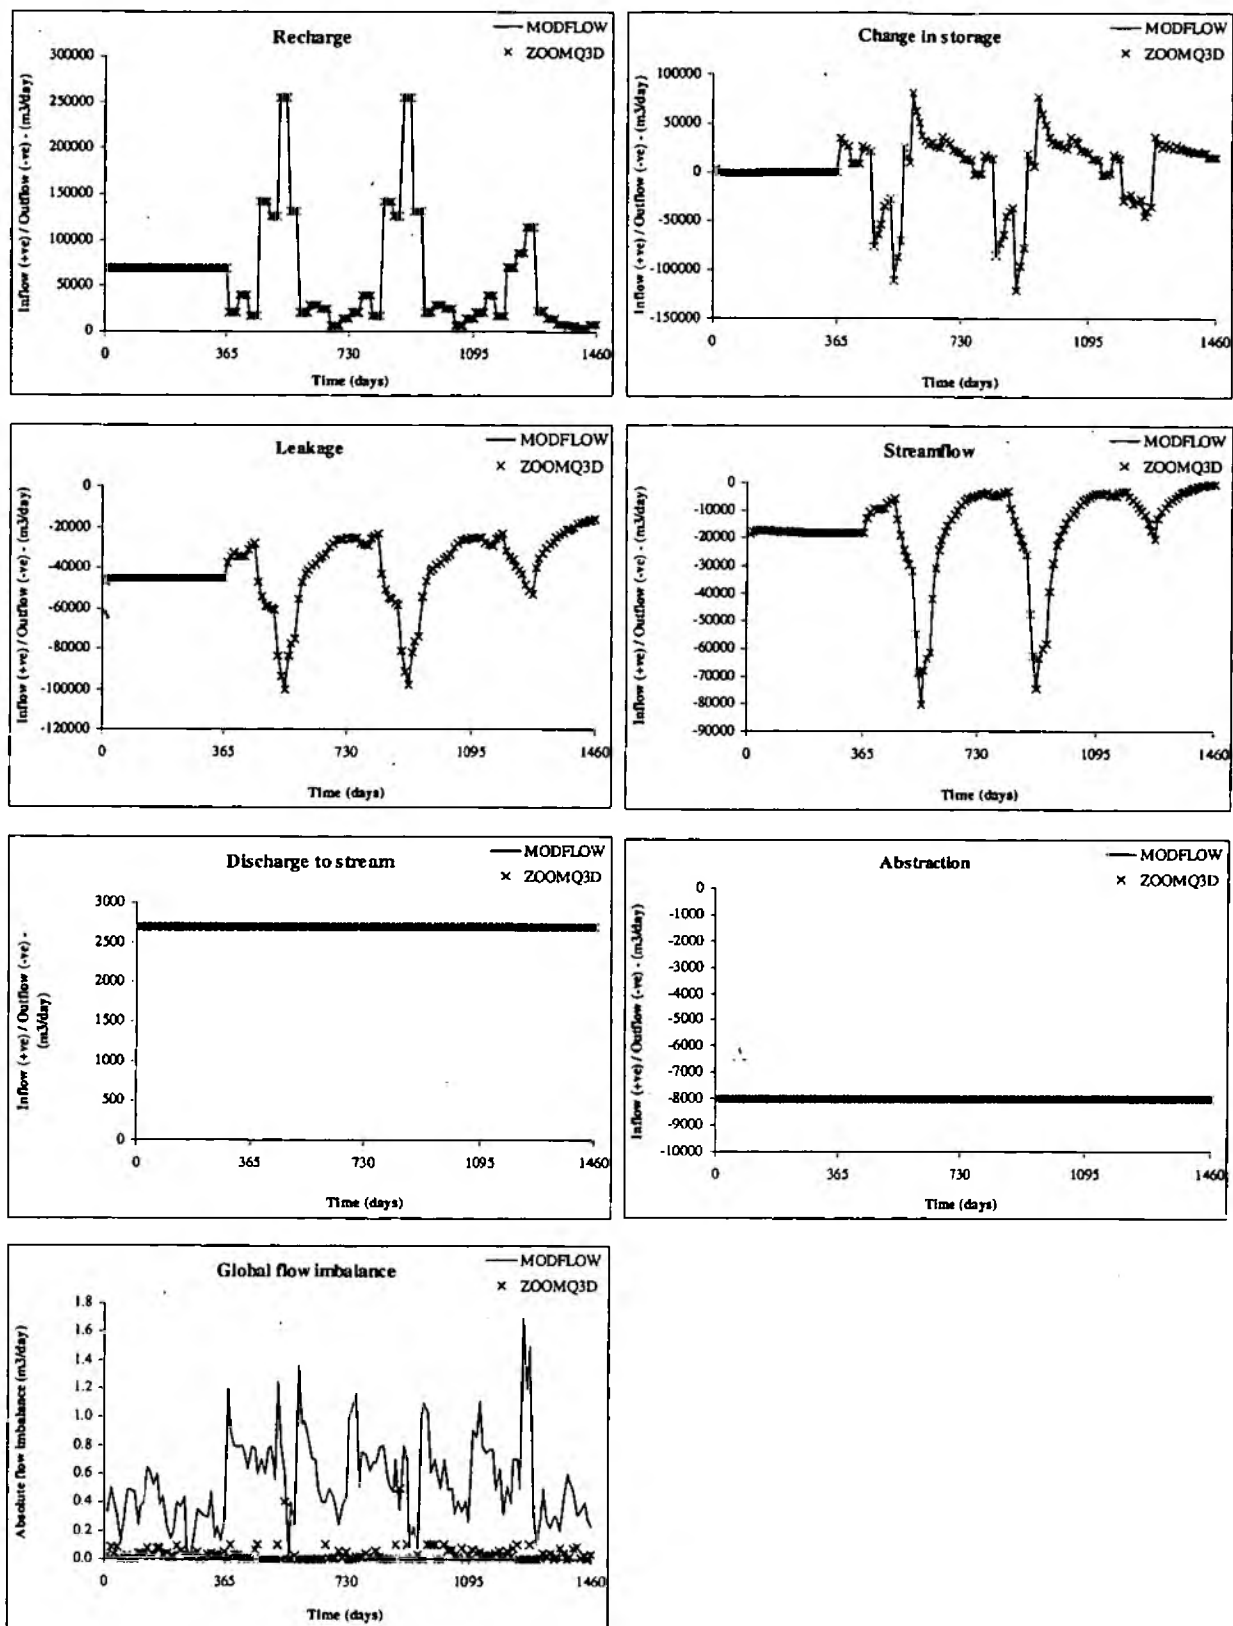 Recharge
MODFLOW
ZOOMQ3D
Inflow (+ve) / Outflow (-ve) - (m3/day)
300000
250000
200000
150000
100000
50000
0
0 365 730 1095 1460
Time (days)
Change in storage
MODFLOW
ZOOMQ3D
Inflow (+ve) / Outflow (-ve) - (m3/day)
100000
50000
0
-50000
-100000
-150000
0 365 730 1095 1460
Time (days)
Leakage
MODFLOW
ZOOMQ3D
Inflow (+ve) / Outflow (-ve) - (m3/day)
0
-20000
-40000
-60000
-80000
-100000
-120000
0 365 730 1095 1460
Time (days)
Streamflow
MODFLOW
ZOOMQ3D
Inflow (+ve) / Outflow (-ve) - (m3/day)
0
-10000
-20000
-30000
-40000
-50000
-60000
-70000
-80000
-90000
0 365 730 1095 1460
Time (days)
Discharge to stream
MODFLOW
ZOOMQ3D
Inflow (+ve) / Outflow (-ve) -
(m3/day)
3000
2500
2000
1500
1000
500
0
0 365 730 1095 1460
Time (days)
Abstraction
MODFLOW
ZOOMQ3D
Inflow (+ve) / Outflow (-ve) - (m3/day)
0
-1000
-2000
-3000
-4000
-5000
-6000
-7000
-8000
-9000
-10000
0 365 730 1095 1460
Time (days)
Global flow imbalance
MODFLOW
ZOOMQ3D
Absolute flow imbalance (m3/day)
1.8
1.6
1.4
1.2
1.0
0.8
0.6
0.4
0.2
0.0
0 365 730 1095 1460
Time (days)